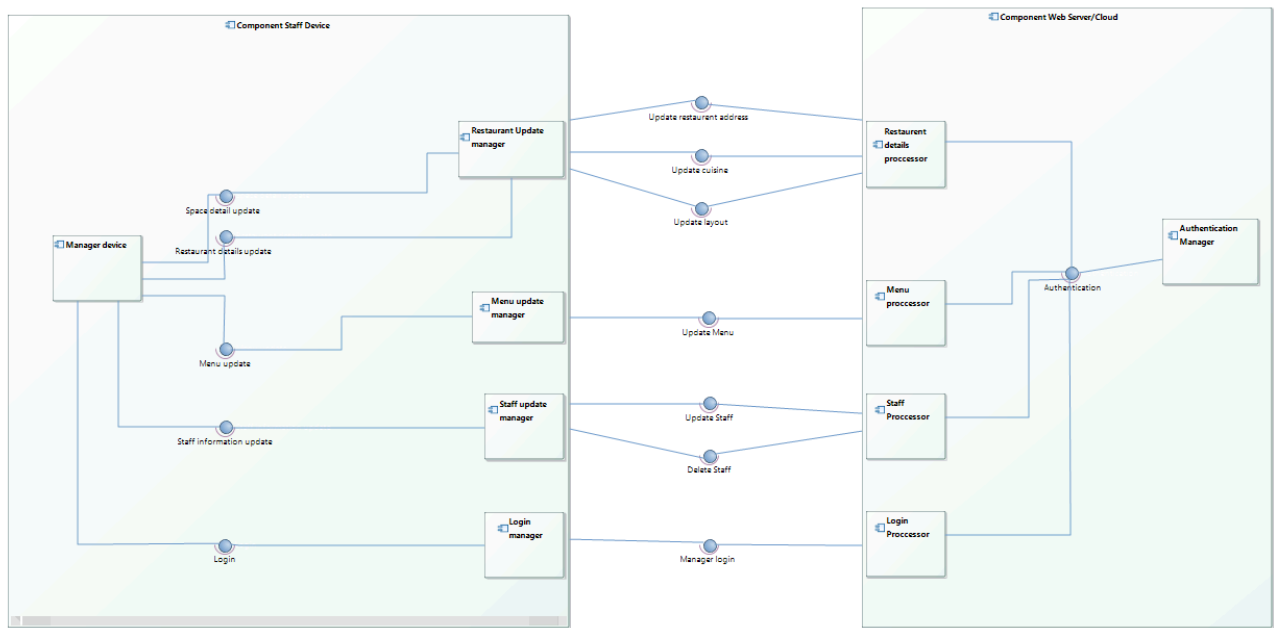 Component Staff Device
Component Web Server/Cloud
Restaurant Update
manager
Update restaurent address
Restaurent
details
proccessor
Update cuisine
Space detail update
Update layout
Manager device
Restaurant details update
Authentication
Manager
Menu update
manager
Menu
proccessor
Authentication
Update Menu
Menu update
Staff update
manager
Staff
Proccessor
Update Staff
Staff information update
Delete Staff
Login
manager
Login
Proccessor
Login
Manager login